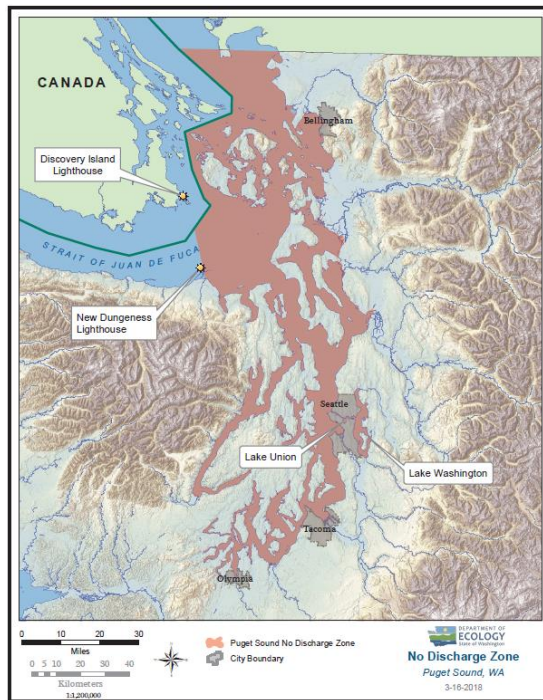 CANADA
Bellingham
Discovery Island
Lighthouse
STRAIT OF JUAN DE FUCA
New Dungeness
Lighthouse
Seattle
Lake Union
Lake Washington
Tacoma
Olympia
0 5 10 20 30
Miles
0 5 10 20 30 40
Kilometers
1:1,200,000
Puget Sound No Discharge Zone
City Boundary
DEPARTMENT OF
ECOLOGY
State of Washington
No Discharge Zone
Puget Sound, WA
3-16-2018